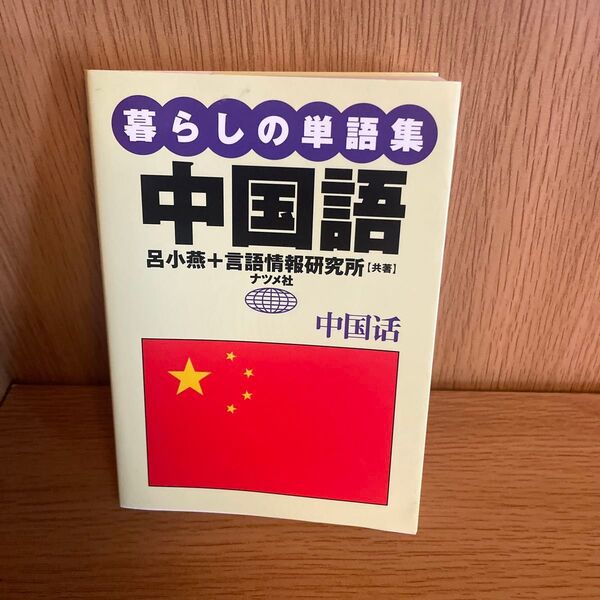 暮らしの単語集
中国語
呂小燕+言語情報研究所【共著】
ナツメ社
中国话